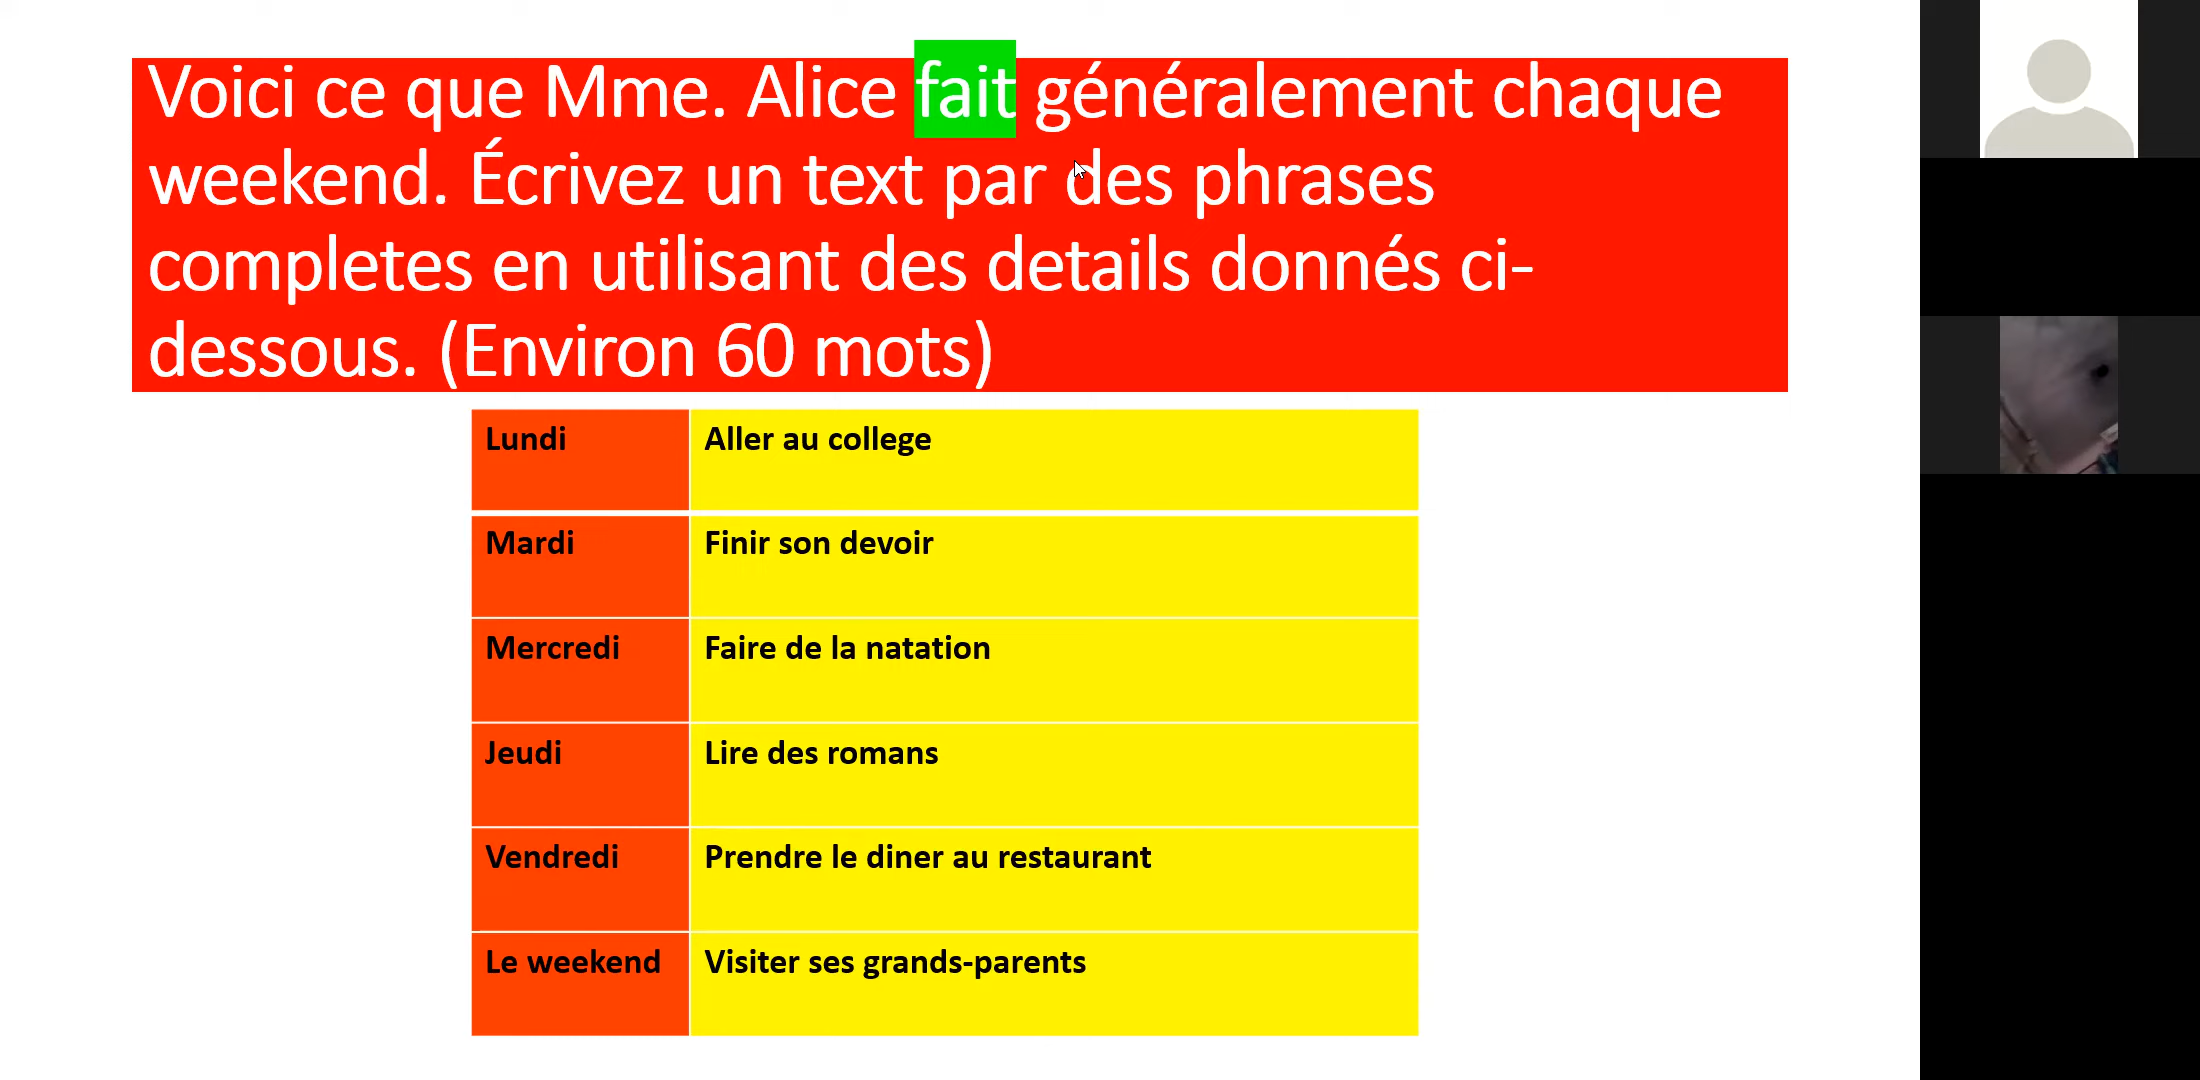 Voici ce que Mme. Alice fait généralement chaque
weekend. Écrivez un text par des phrases
completes en utilisant des details donnés ci-
dessous. (Environ 60 mots)
Lundi Aller au college
Mardi Finir son devoir
Mercredi Faire de la natation
Jeudi Lire des romans
Vendredi Prendre le diner au restaurant
Le weekend Visiter ses grands-parents